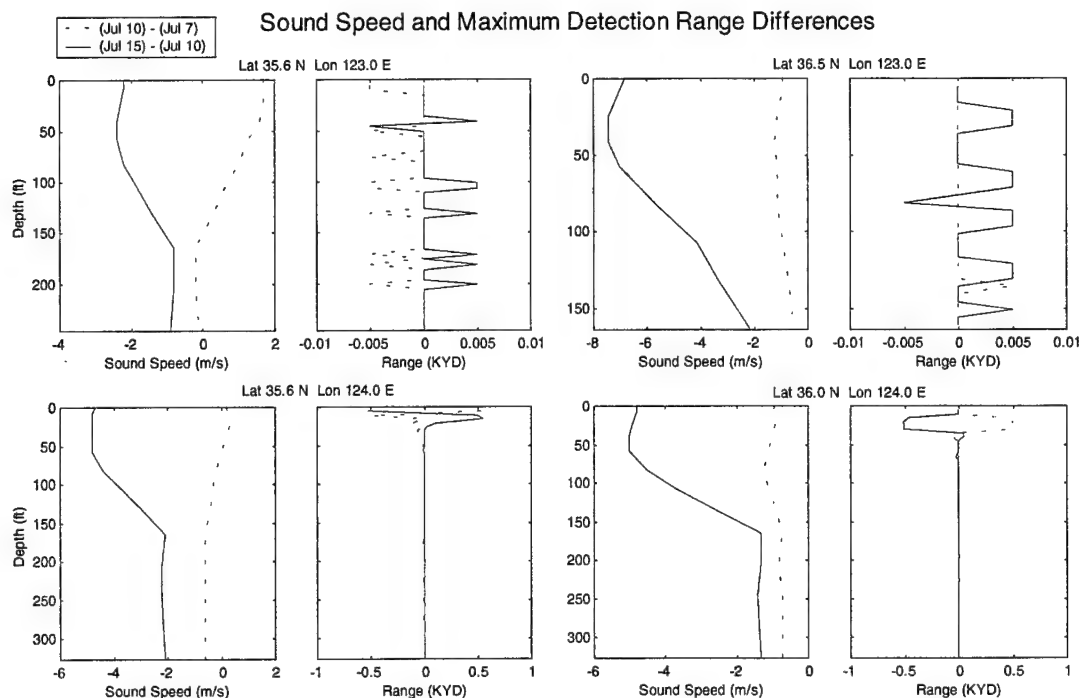 Sound Speed and Maximum Detection Range Differences
(Jul 10) - (Jul 7)
(Jul 15) - (Jul 10)
Lat 35.6 N Lon 123.0 E
Lat 36.5 N Lon 123.0 E
0
50
100
150
200
Depth (ft)
-4 -2 0 2
Sound Speed (m/s)
-0.01 -0.005 0 0.005 0.01
Range (KYD)
0
50
100
150
-8 -6 -4 -2 0
Sound Speed (m/s)
-0.01 -0.005 0 0.005 0.01
Range (KYD)
Lat 35.6 N Lon 124.0 E
Lat 36.0 N Lon 124.0 E
0
50
100
150
200
250
300
Depth (ft)
-6 -4 -2 0 2
Sound Speed (m/s)
-1 -0.5 0 0.5 1
Range (KYD)
0
50
100
150
200
250
300
-6 -4 -2 0
Sound Speed (m/s)
-1 -0.5 0 0.5 1
Range (KYD)